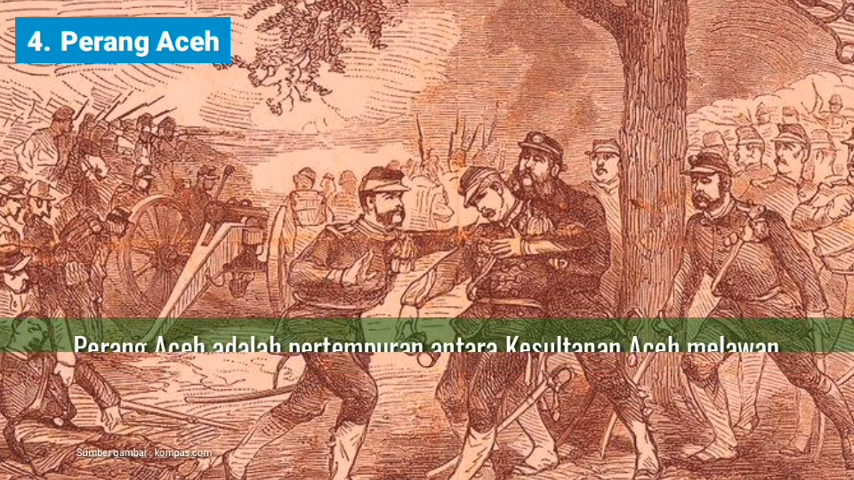 4. Perang Aceh
Perang Aceh adalah pertempuran antara Kesultanan Aceh melawan
Sumber gambar : kompas.com